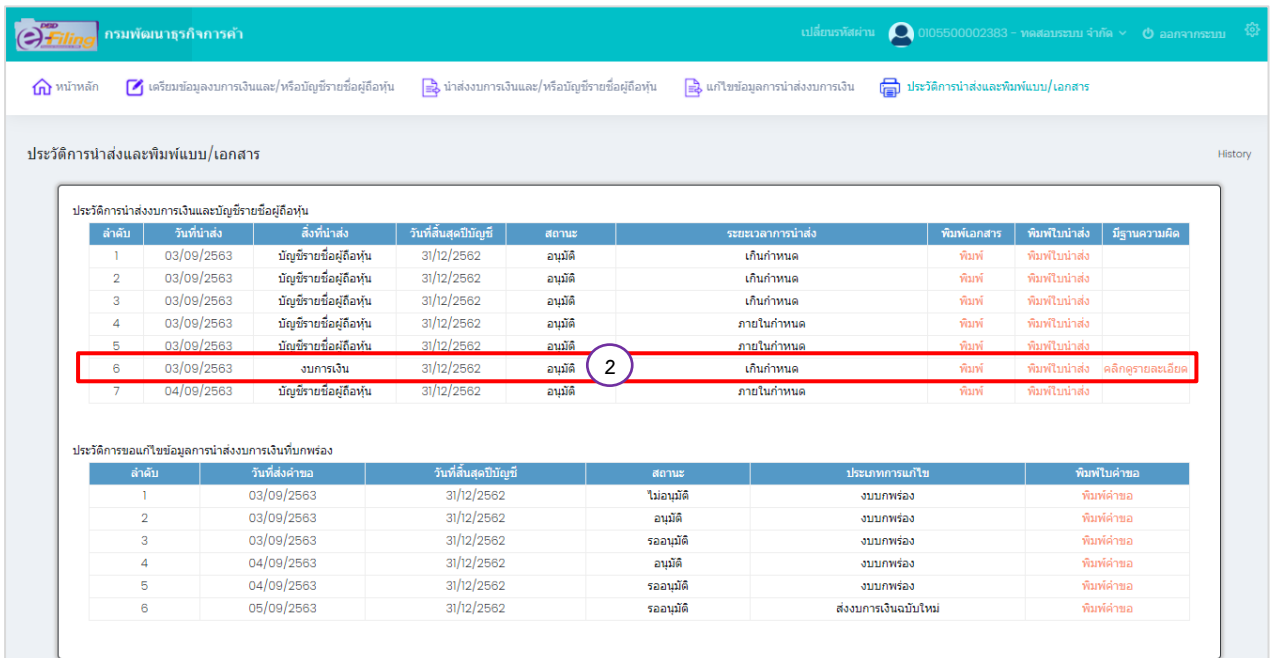 DBD
e-Filing กรมพัฒนาธุรกิจการค้า เปลี่ยนรหัสผ่าน 0105500002383 - ทดสอบระบบ จำกัด ออกจากระบบ
หน้าหลัก เตรียมข้อมูลงบการเงินและ/หรือบัญชีรายชื่อผู้ถือหุ้น นำส่งงบการเงินและ/หรือบัญชีรายชื่อผู้ถือหุ้น แก้ไขข้อมูลการนำส่งงบการเงิน ประวัติการนำส่งและพิมพ์แบบ/เอกสาร
ประวัติการนำส่งและพิมพ์แบบ/เอกสาร History
ประวัติการนำส่งงบการเงินและบัญชีรายชื่อผู้ถือหุ้น
ลำดับ วันที่นำส่ง สิ่งที่นำส่ง วันที่สิ้นสุดปีบัญชี สถานะ ระยะเวลาการนำส่ง พิมพ์เอกสาร พิมพ์ใบนำส่ง มีฐานความผิด
1 03/09/2563 บัญชีรายชื่อผู้ถือหุ้น 31/12/2562 อนุมัติ เกินกำหนด พิมพ์ พิมพ์ใบนำส่ง
2 03/09/2563 บัญชีรายชื่อผู้ถือหุ้น 31/12/2562 อนุมัติ เกินกำหนด พิมพ์ พิมพ์ใบนำส่ง
3 03/09/2563 บัญชีรายชื่อผู้ถือหุ้น 31/12/2562 อนุมัติ เกินกำหนด พิมพ์ พิมพ์ใบนำส่ง
4 03/09/2563 บัญชีรายชื่อผู้ถือหุ้น 31/12/2562 อนุมัติ ภายในกำหนด พิมพ์ พิมพ์ใบนำส่ง
5 03/09/2563 บัญชีรายชื่อผู้ถือหุ้น 31/12/2562 อนุมัติ ภายในกำหนด พิมพ์ พิมพ์ใบนำส่ง
6 03/09/2563 งบการเงิน 31/12/2562 อนุมัติ 2 เกินกำหนด พิมพ์ พิมพ์ใบนำส่ง คลิกดูรายละเอียด
7 04/09/2563 บัญชีรายชื่อผู้ถือหุ้น 31/12/2562 อนุมัติ ภายในกำหนด พิมพ์ พิมพ์ใบนำส่ง
ประวัติการขอแก้ไขข้อมูลการนำส่งงบการเงินที่บกพร่อง
ลำดับ วันที่ส่งคำขอ วันที่สิ้นสุดปีบัญชี สถานะ ประเภทการแก้ไข พิมพ์ใบคำขอ
1 03/09/2563 31/12/2562 ไม่อนุมัติ งบบกพร่อง พิมพ์คำขอ
2 03/09/2563 31/12/2562 อนุมัติ งบบกพร่อง พิมพ์คำขอ
3 03/09/2563 31/12/2562 รออนุมัติ งบบกพร่อง พิมพ์คำขอ
4 04/09/2563 31/12/2562 อนุมัติ งบบกพร่อง พิมพ์คำขอ
5 04/09/2563 31/12/2562 รออนุมัติ งบบกพร่อง พิมพ์คำขอ
6 05/09/2563 31/12/2562 รออนุมัติ ส่งงบการเงินฉบับใหม่ พิมพ์คำขอ